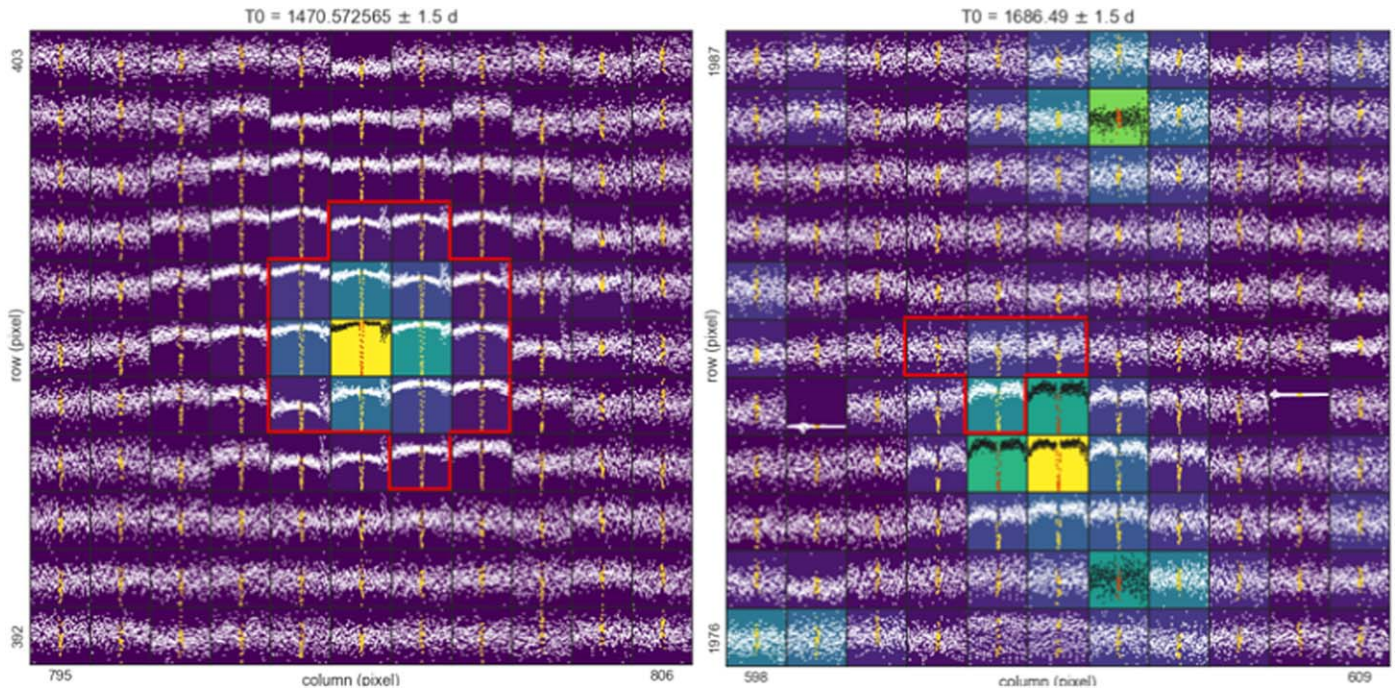 T0 = 1470.572565 ± 1.5 d
T0 = 1686.49 ± 1.5 d
403
row (pixel)
392
795
column (pixel)
806
1987
row (pixel)
1976
598
column (pixel)
609